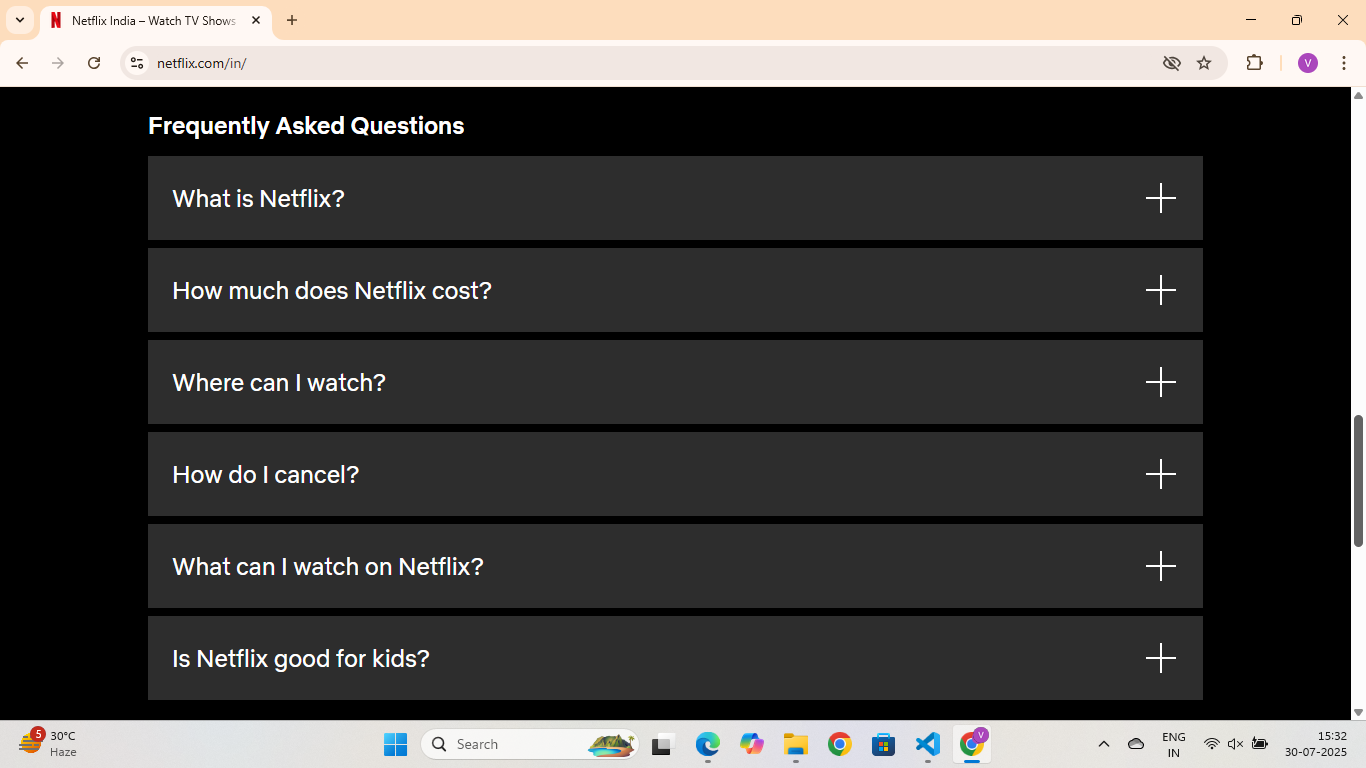 Netflix India – Watch TV Shows
netflix.com/in/
V
Frequently Asked Questions
What is Netflix?
How much does Netflix cost?
Where can I watch?
How do I cancel?
What can I watch on Netflix?
Is Netflix good for kids?
5
30°C
Haze
Search
V
ENG
IN
15:32
30-07-2025